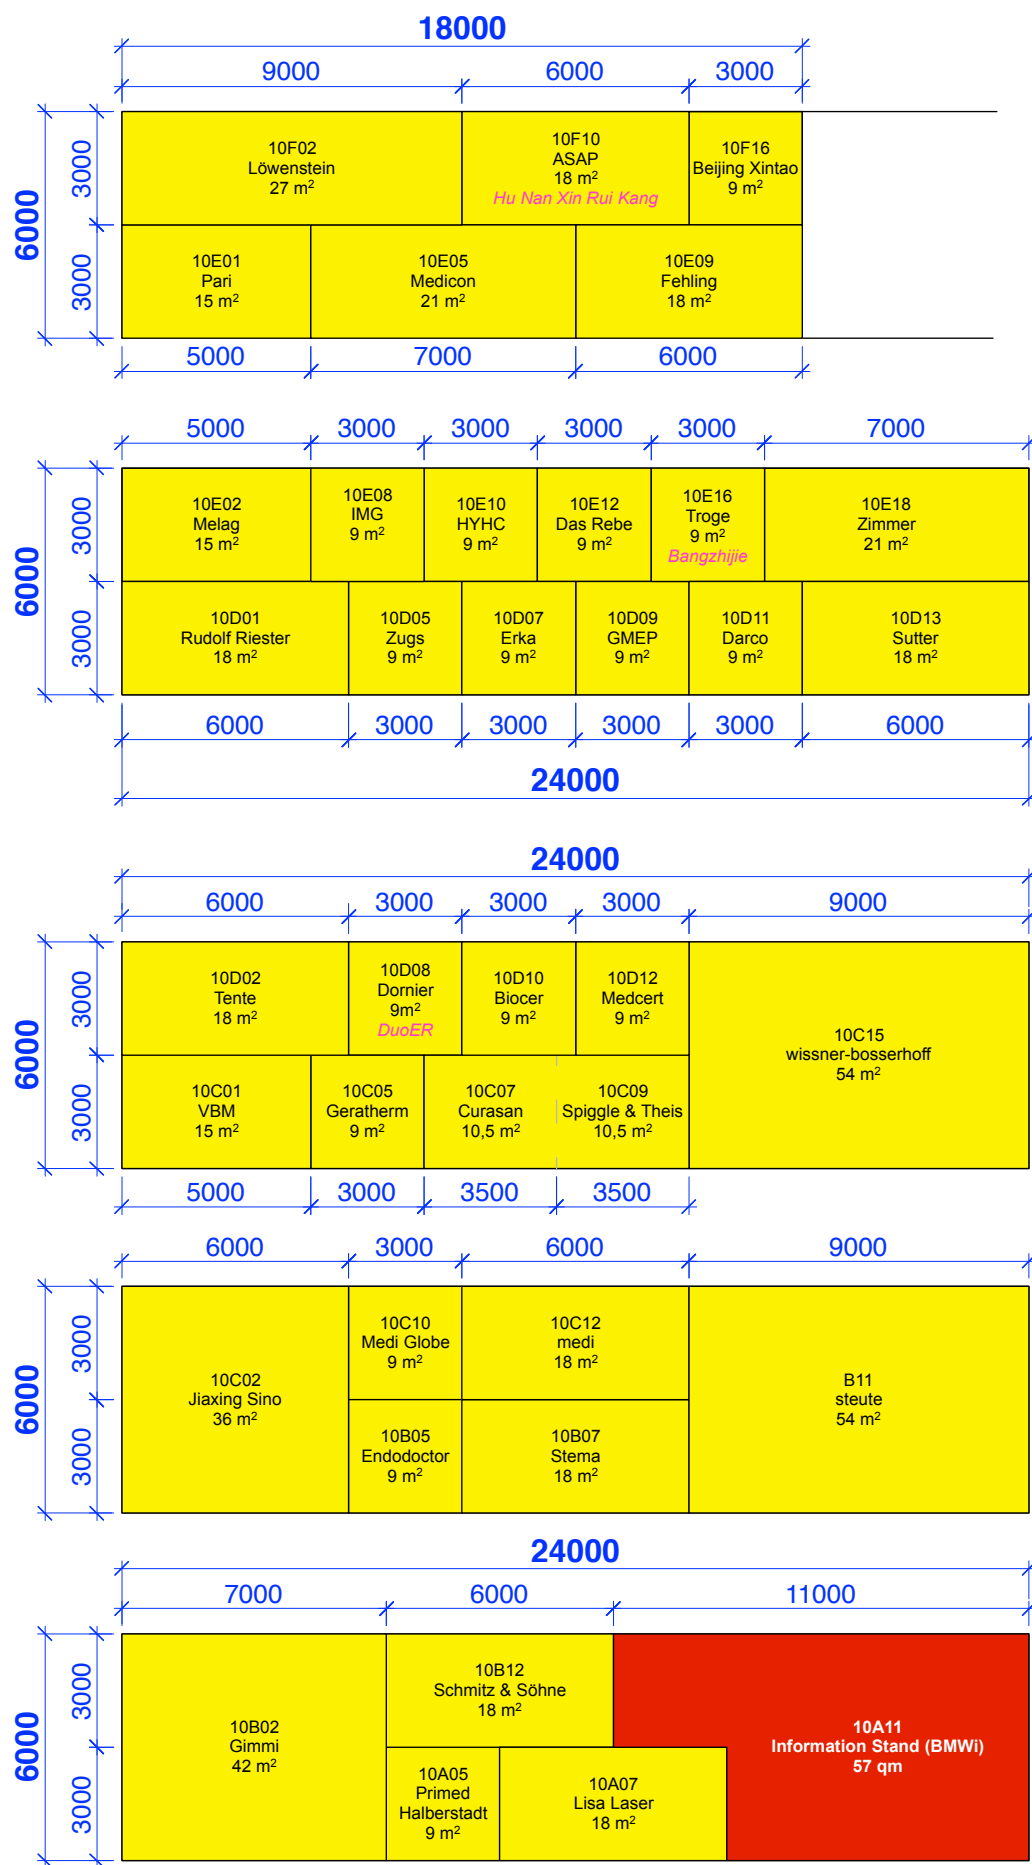 18000
9000
6000
3000
6000
3000
3000
10F02
Löwenstein
27 m²
10F10
ASAP
18 m²
Hu Nan Xin Rui Kang
10F16
Beijing Xintao
9 m²
10E01
Pari
15 m²
10E05
Medicon
21 m²
10E09
Fehling
18 m²
5000
7000
6000
5000
3000
3000
3000
3000
7000
6000
3000
3000
10E02
Melag
15 m²
10E08
IMG
9 m²
10E10
HYHC
9 m²
10E12
Das Rebe
9 m²
10E16
Troge
9 m²
Bangzhijie
10E18
Zimmer
21 m²
10D01
Rudolf Riester
18 m²
10D05
Zugs
9 m²
10D07
Erka
9 m²
10D09
GMEP
9 m²
10D11
Darco
9 m²
10D13
Sutter
18 m²
6000
3000
3000
3000
3000
6000
24000
24000
6000
3000
3000
3000
9000
6000
3000
3000
10D02
Tente
18 m²
10D08
Dornier
9m²
DuoER
10D10
Biocer
9 m²
10D12
Medcert
9 m²
10C15
wissner-bosserhoff
54 m²
10C01
VBM
15 m²
10C05
Geratherm
9 m²
10C07
Curasan
10,5 m²
10C09
Spiggle & Theis
10,5 m²
5000
3000
3500
3500
6000
3000
6000
9000
6000
3000
3000
10C02
Jiaxing Sino
36 m²
10C10
Medi Globe
9 m²
10C12
medi
18 m²
B11
steute
54 m²
10B05
Endodoctor
9 m²
10B07
Stema
18 m²
24000
7000
6000
11000
6000
3000
3000
10B02
Gimmi
42 m²
10B12
Schmitz & Söhne
18 m²
10A11
Information Stand (BMWi)
57 qm
10A05
Primed
Halberstadt
9 m²
10A07
Lisa Laser
18 m²